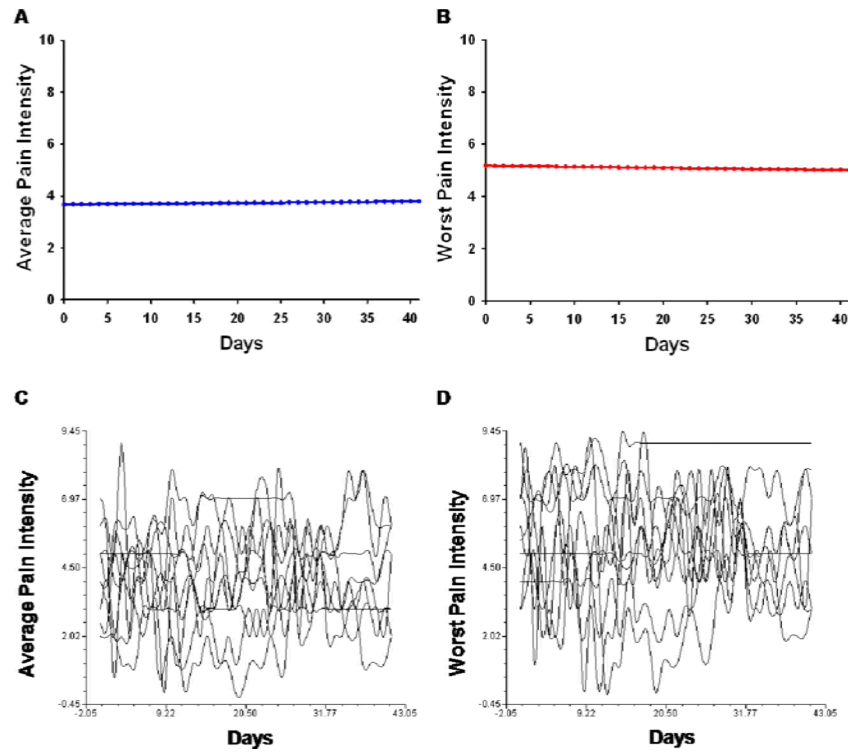 A
10
8
6
4
2
0
Average Pain Intensity
0 5 10 15 20 25 30 35 40
Days
B
10
8
6
4
2
0
Worst Pain Intensity
0 5 10 15 20 25 30 35 40
Days
C
9.45
6.97
4.50
2.02
-0.45
Average Pain Intensity
-2.05 9.22 20.50 31.77 43.05
Days
D
9.45
6.97
4.50
2.02
-0.45
Worst Pain Intensity
-2.05 9.22 20.50 31.77 43.05
Days